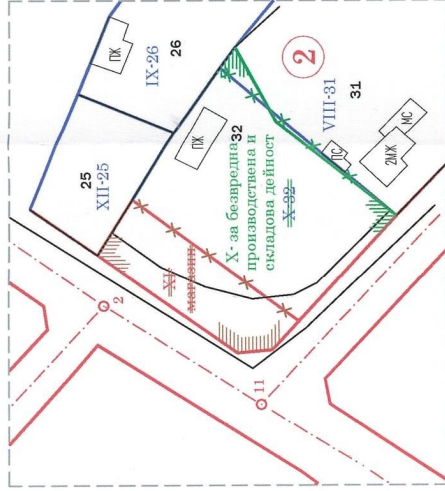 ПЖ
IX-26
26
25
XII-25
ПЖ
32
2
X- за безвредна
производствена и
складова дейност
X-32
VIII-31
31
ПС
2МЖ
МС
XI-
магазин
2
11